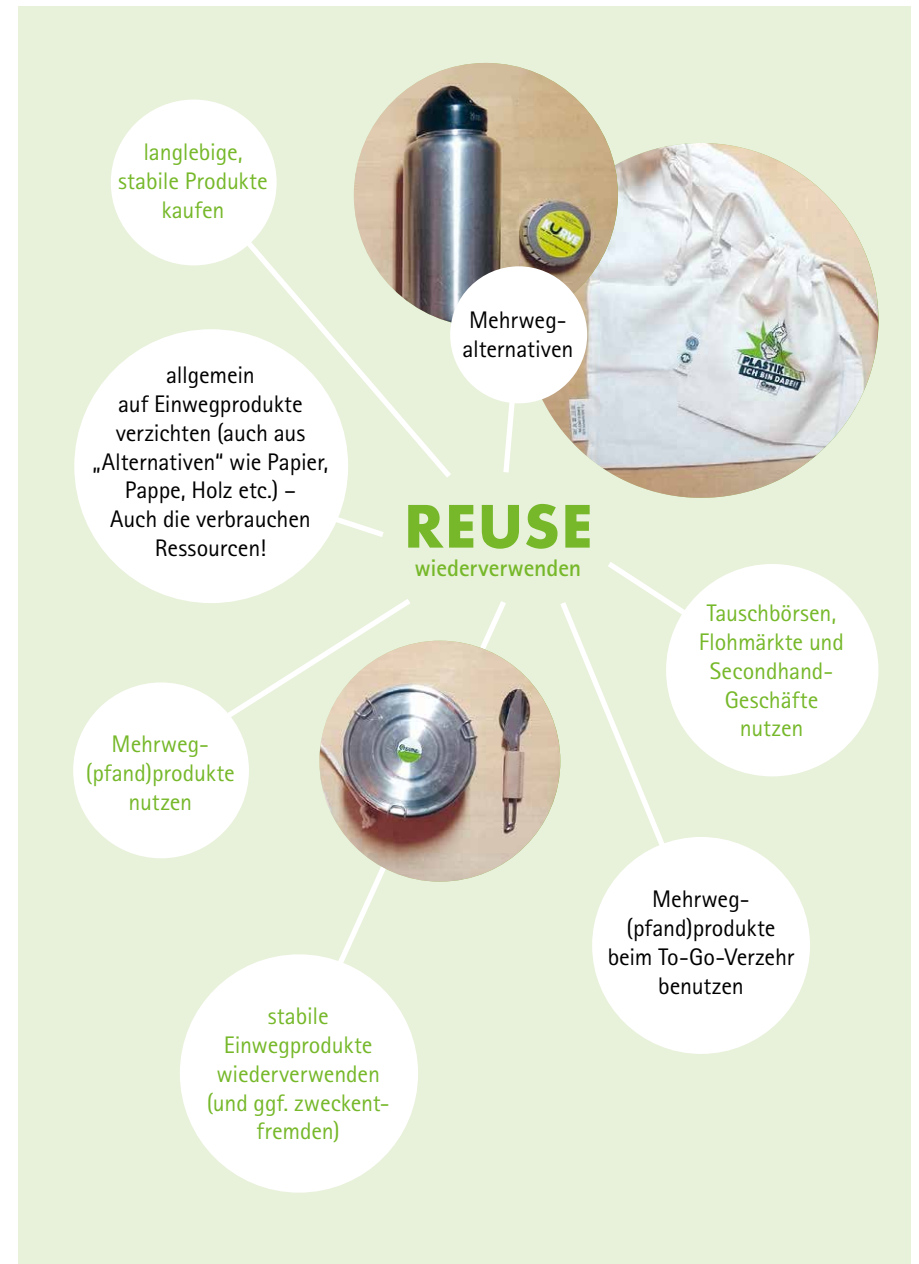 langlebige,
stabile Produkte
kaufen
KURVE
Mehrweg-
alternativen
PLASTIKFREI
ICH BIN DABEI!
allgemein
auf Einwegprodukte
verzichten (auch aus
„Alternativen“ wie Papier,
Pappe, Holz etc.) –
Auch die verbrauchen
Ressourcen!
REUSE
wiederverwenden
Tauschbörsen,
Flohmärkte und
Secondhand-
Geschäfte
nutzen
Mehrweg-
(pfand)produkte
nutzen
Mehrweg-
(pfand)produkte
beim To-Go-Verzehr
benutzen
stabile
Einwegprodukte
wiederverwenden
(und ggf. zweckent-
fremden)